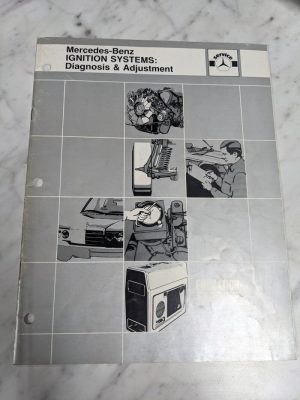 Mercedes-Benz
IGNITION SYSTEMS:
Diagnosis & Adjustment
service